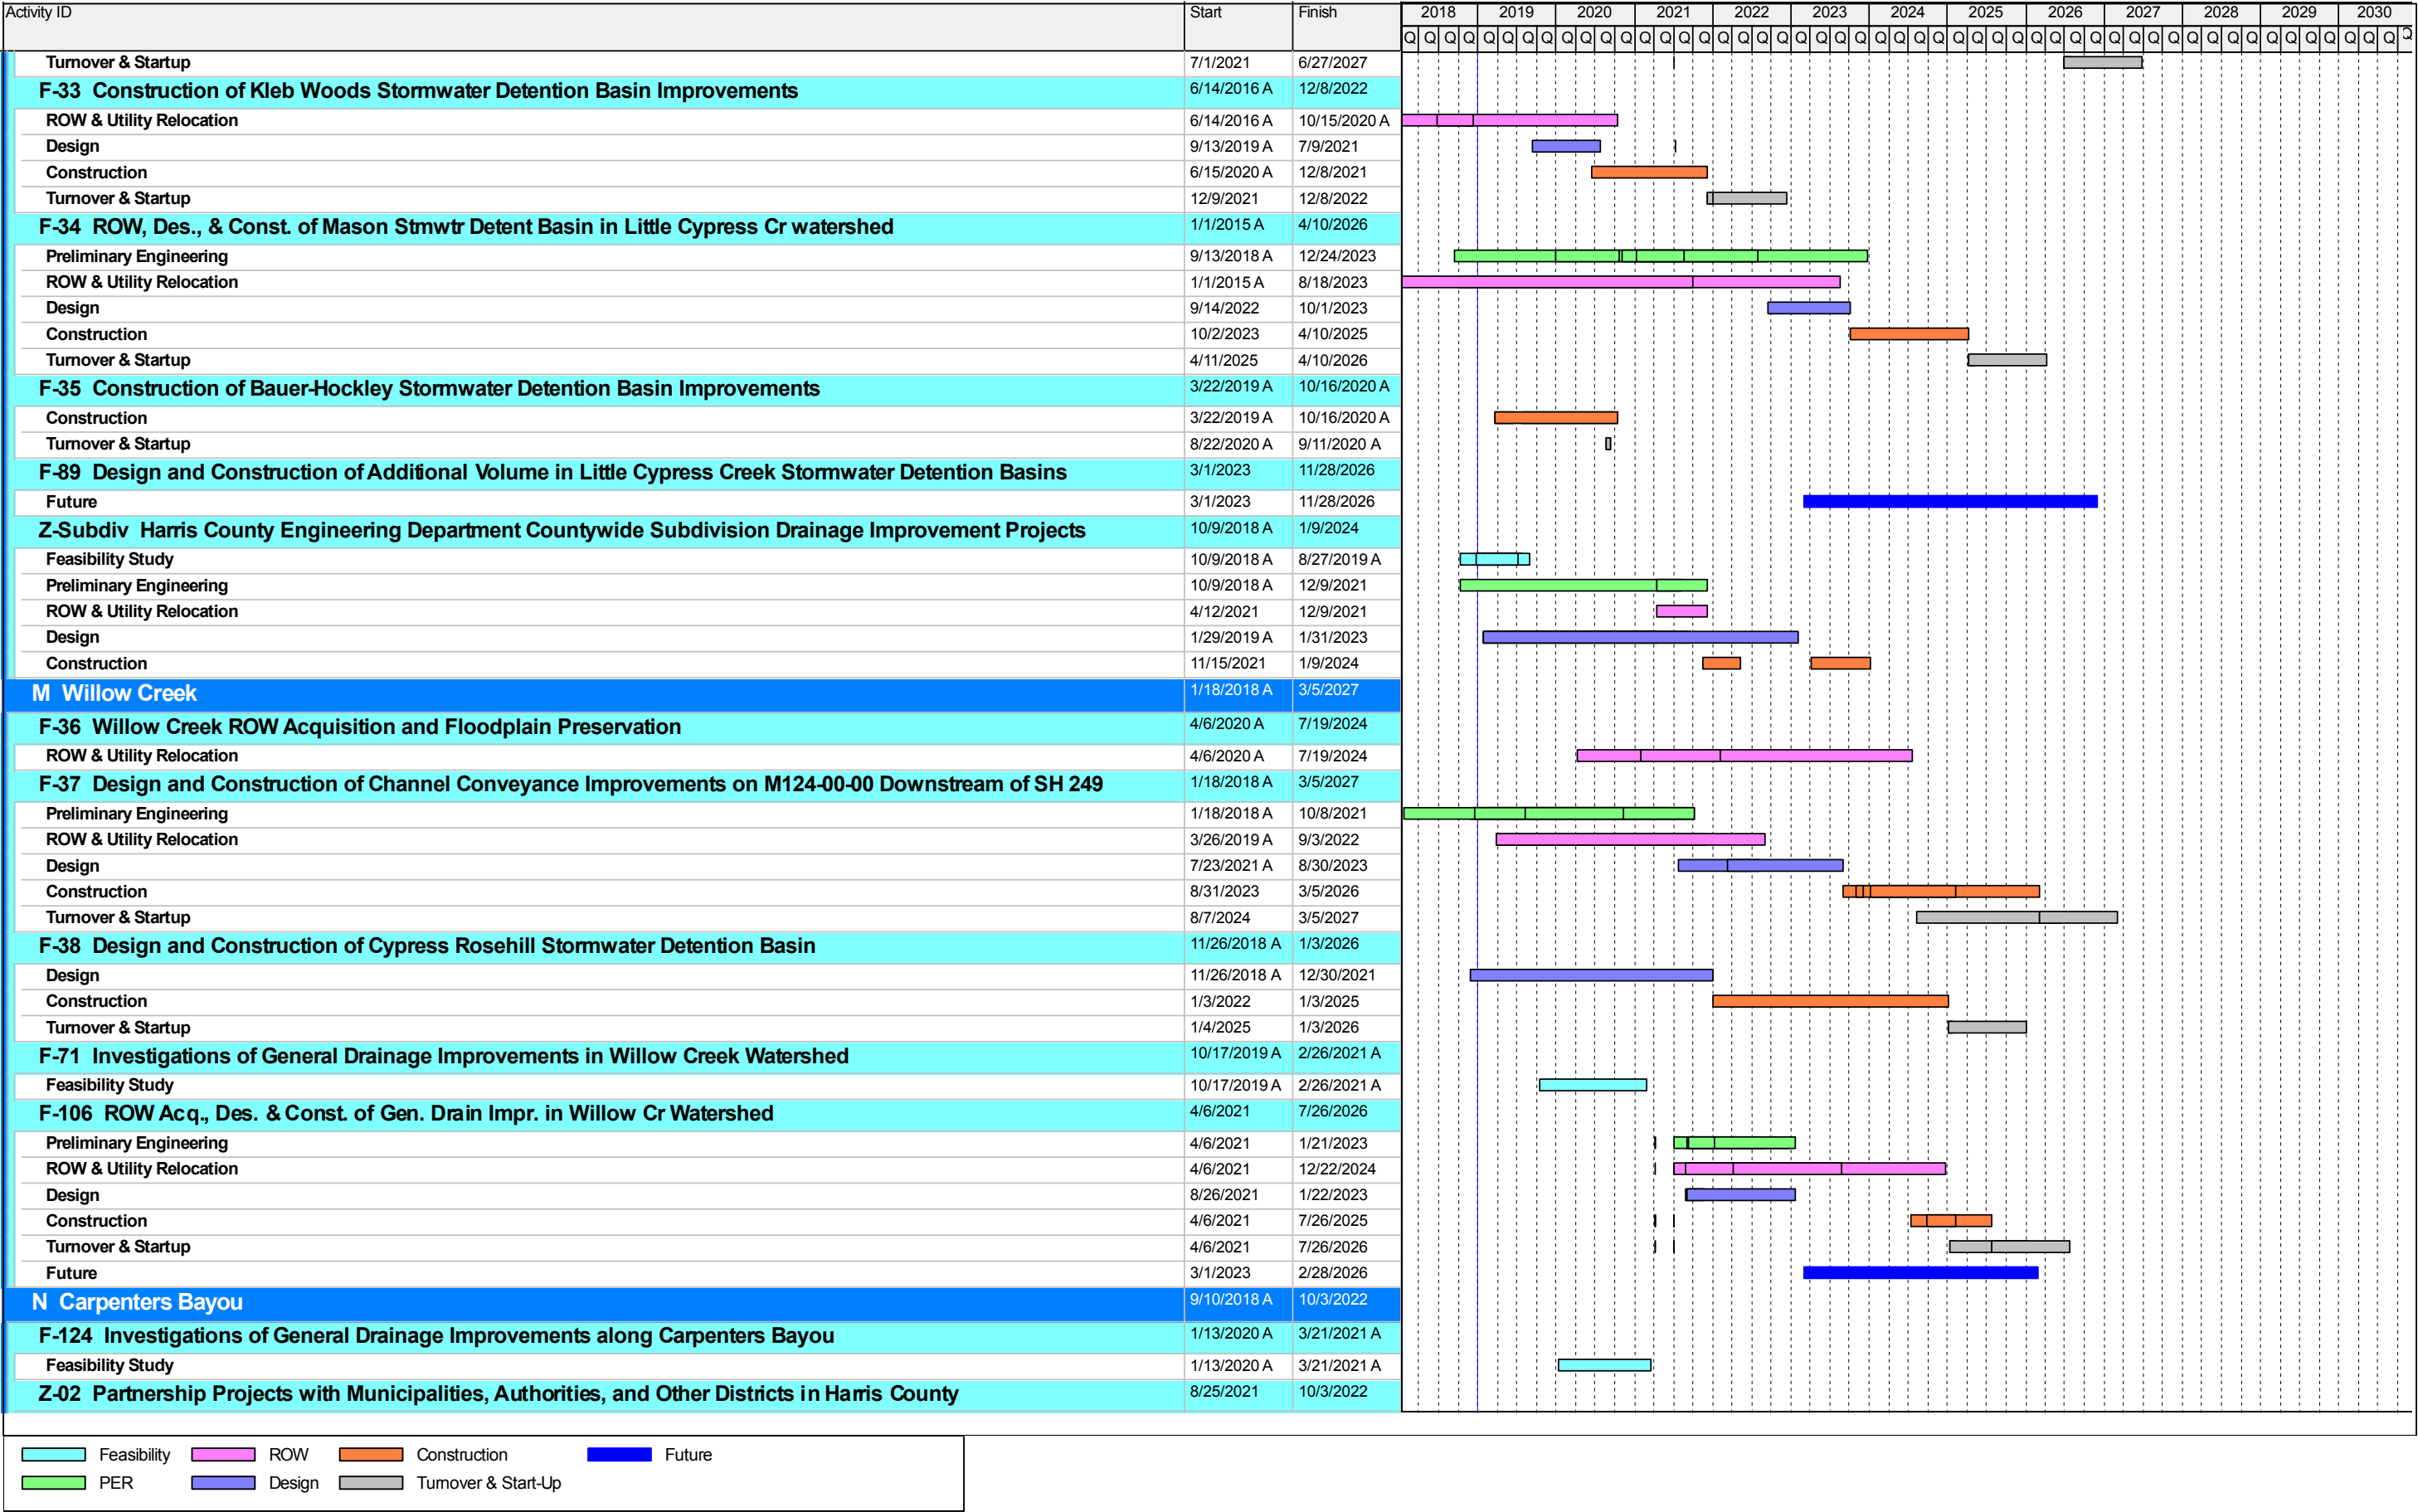 Activity ID Start Finish 2018 2019 2020 2021 2022 2023 2024 2025 2026 2027 2028 2029 2030
Q Q Q Q Q Q Q Q Q Q Q Q Q Q Q Q Q Q Q Q Q Q Q Q Q Q Q Q Q Q Q Q Q Q Q Q Q Q Q Q Q Q Q Q Q Q Q Q Q Q Q Q
Turnover & Startup 7/1/2021 6/27/2027
F-33 Construction of Kleb Woods Stormwater Detention Basin Improvements 6/14/2016 A 12/8/2022
ROW & Utility Relocation 6/14/2016 A 10/15/2020 A
Design 9/13/2019 A 7/9/2021
Construction 6/15/2020 A 12/8/2021
Turnover & Startup 12/9/2021 12/8/2022
F-34 ROW, Des., & Const. of Mason Stmwtr Detent Basin in Little Cypress Cr watershed 1/1/2015 A 4/10/2026
Preliminary Engineering 9/13/2018 A 12/24/2023
ROW & Utility Relocation 1/1/2015 A 8/18/2023
Design 9/14/2022 10/1/2023
Construction 10/2/2023 4/10/2025
Turnover & Startup 4/11/2025 4/10/2026
F-35 Construction of Bauer-Hockley Stormwater Detention Basin Improvements 3/22/2019 A 10/16/2020 A
Construction 3/22/2019 A 10/16/2020 A
Turnover & Startup 8/22/2020 A 9/11/2020 A
F-89 Design and Construction of Additional Volume in Little Cypress Creek Stormwater Detention Basins 3/1/2023 11/28/2026
Future 3/1/2023 11/28/2026
Z-Subdiv Harris County Engineering Department Countywide Subdivision Drainage Improvement Projects 10/9/2018 A 1/9/2024
Feasibility Study 10/9/2018 A 8/27/2019 A
Preliminary Engineering 10/9/2018 A 12/9/2021
ROW & Utility Relocation 4/12/2021 12/9/2021
Design 1/29/2019 A 1/31/2023
Construction 11/15/2021 1/9/2024
M Willow Creek 1/18/2018 A 3/5/2027
F-36 Willow Creek ROW Acquisition and Floodplain Preservation 4/6/2020 A 7/19/2024
ROW & Utility Relocation 4/6/2020 A 7/19/2024
F-37 Design and Construction of Channel Conveyance Improvements on M124-00-00 Downstream of SH 249 1/18/2018 A 3/5/2027
Preliminary Engineering 1/18/2018 A 10/8/2021
ROW & Utility Relocation 3/26/2019 A 9/3/2022
Design 7/23/2021 A 8/30/2023
Construction 8/31/2023 3/5/2026
Turnover & Startup 8/7/2024 3/5/2027
F-38 Design and Construction of Cypress Rosehill Stormwater Detention Basin 11/26/2018 A 1/3/2026
Design 11/26/2018 A 12/30/2021
Construction 1/3/2022 1/3/2025
Turnover & Startup 1/4/2025 1/3/2026
F-71 Investigations of General Drainage Improvements in Willow Creek Watershed 10/17/2019 A 2/26/2021 A
Feasibility Study 10/17/2019 A 2/26/2021 A
F-106 ROW Acq., Des. & Const. of Gen. Drain Impr. in Willow Cr Watershed 4/6/2021 7/26/2026
Preliminary Engineering 4/6/2021 1/21/2023
ROW & Utility Relocation 4/6/2021 12/22/2024
Design 8/26/2021 1/22/2023
Construction 4/6/2021 7/26/2025
Turnover & Startup 4/6/2021 7/26/2026
Future 3/1/2023 2/28/2026
N Carpenters Bayou 9/10/2018 A 10/3/2022
F-124 Investigations of General Drainage Improvements along Carpenters Bayou 1/13/2020 A 3/21/2021 A
Feasibility Study 1/13/2020 A 3/21/2021 A
Z-02 Partnership Projects with Municipalities, Authorities, and Other Districts in Harris County 8/25/2021 10/3/2022
Feasibility ROW Construction Future
PER Design Turnover & Start-Up